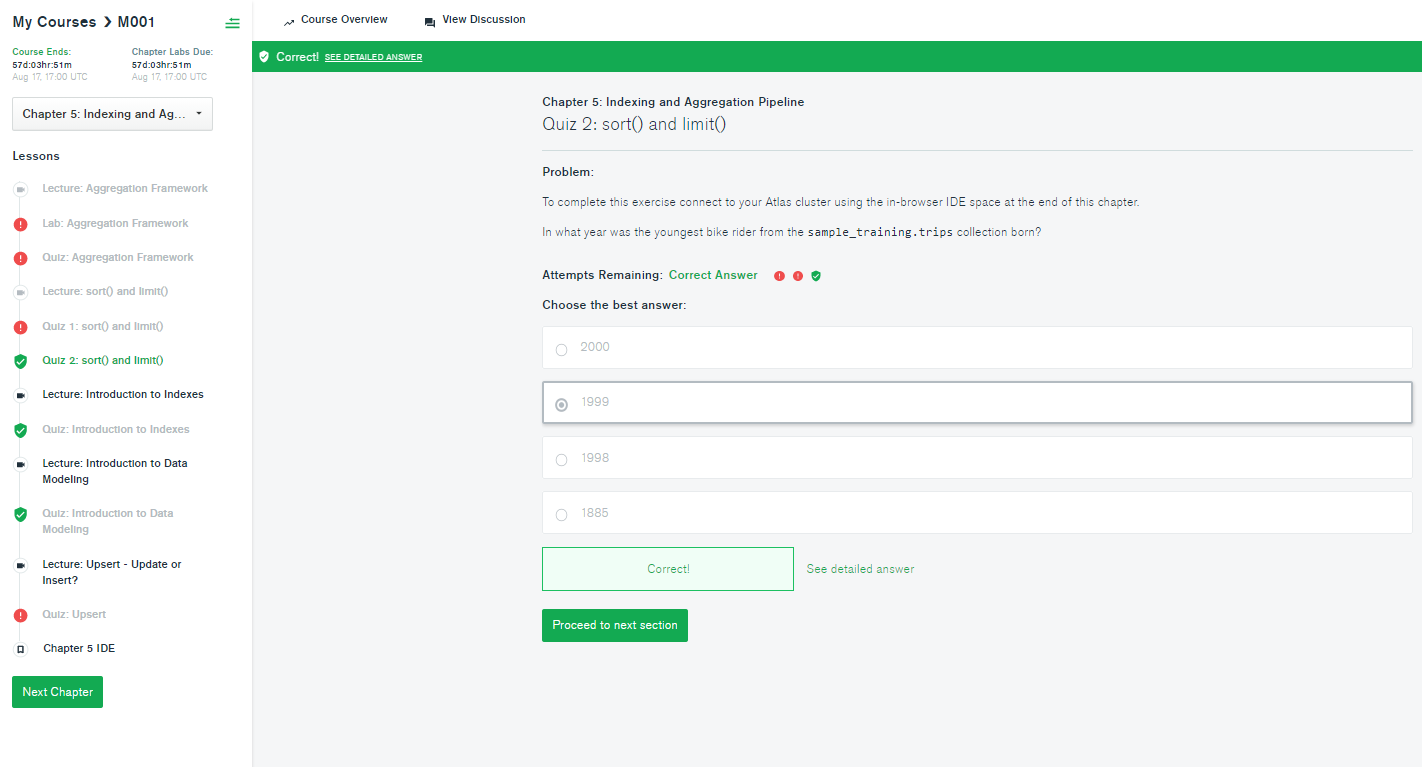 My Courses ❯ M001
Course Ends:
57d:03hr:51m
Aug 17, 17:00 UTC
Chapter Labs Due:
57d:03hr:51m
Aug 17, 17:00 UTC
Chapter 5: Indexing and Ag...
Lessons
Lecture: Aggregation Framework
Lab: Aggregation Framework
Quiz: Aggregation Framework
Lecture: sort() and limit()
Quiz 1: sort() and limit()
Quiz 2: sort() and limit()
Lecture: Introduction to Indexes
Quiz: Introduction to Indexes
Lecture: Introduction to Data
Modeling
Quiz: Introduction to Data
Modeling
Lecture: Upsert - Update or
Insert?
Quiz: Upsert
Chapter 5 IDE
Next Chapter
Course Overview
View Discussion
Correct! SEE DETAILED ANSWER
Chapter 5: Indexing and Aggregation Pipeline
Quiz 2: sort() and limit()
Problem:
To complete this exercise connect to your Atlas cluster using the in-browser IDE space at the end of this chapter.
In what year was the youngest bike rider from the sample_training.trips collection born?
Attempts Remaining: Correct Answer
Choose the best answer:
2000
1999
1998
1885
Correct!
See detailed answer
Proceed to next section